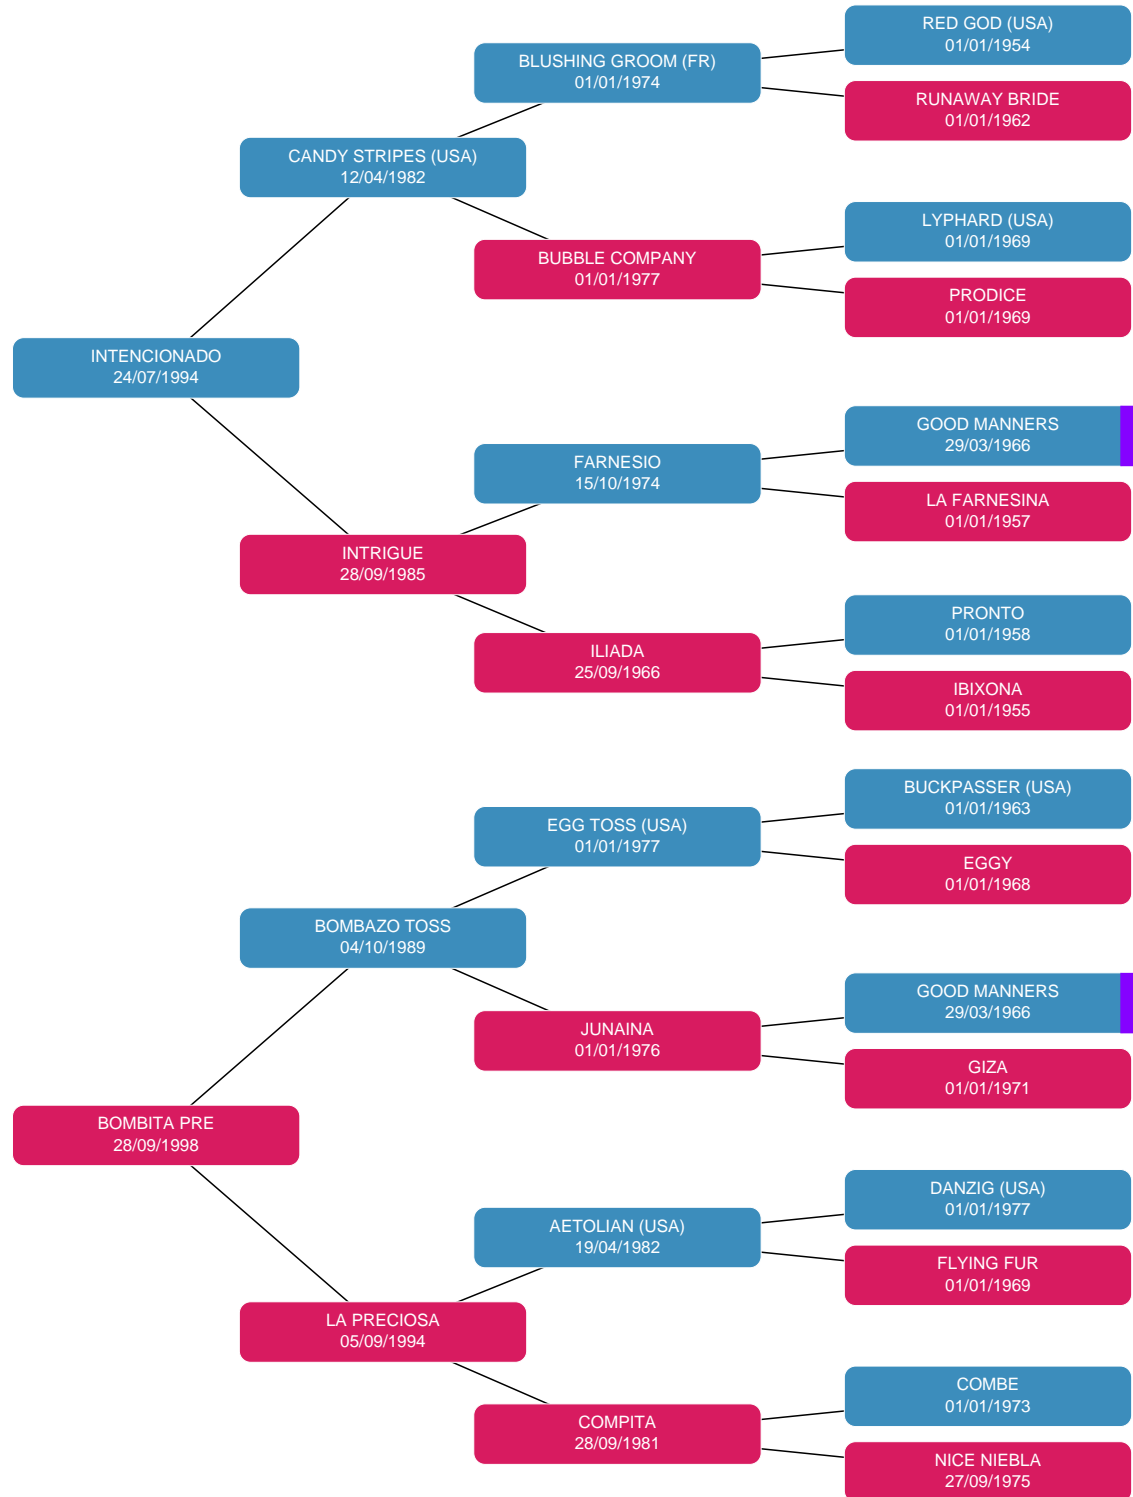 RED GOD (USA)
01/01/1954
BLUSHING GROOM (FR)
01/01/1974
RUNAWAY BRIDE
01/01/1962
CANDY STRIPES (USA)
12/04/1982
LYPHARD (USA)
01/01/1969
BUBBLE COMPANY
01/01/1977
PRODICE
01/01/1969
INTENCIONADO
24/07/1994
GOOD MANNERS
29/03/1966
FARNESIO
15/10/1974
LA FARNESINA
01/01/1957
INTRIGUE
28/09/1985
PRONTO
01/01/1958
ILIADA
25/09/1966
IBIXONA
01/01/1955
BUCKPASSER (USA)
01/01/1963
EGG TOSS (USA)
01/01/1977
EGGY
01/01/1968
BOMBAZO TOSS
04/10/1989
GOOD MANNERS
29/03/1966
JUNAINA
01/01/1976
GIZA
01/01/1971
BOMBITA PRE
28/09/1998
DANZIG (USA)
01/01/1977
AETOLIAN (USA)
19/04/1982
FLYING FUR
01/01/1969
LA PRECIOSA
05/09/1994
COMBE
01/01/1973
COMPITA
28/09/1981
NICE NIEBLA
27/09/1975